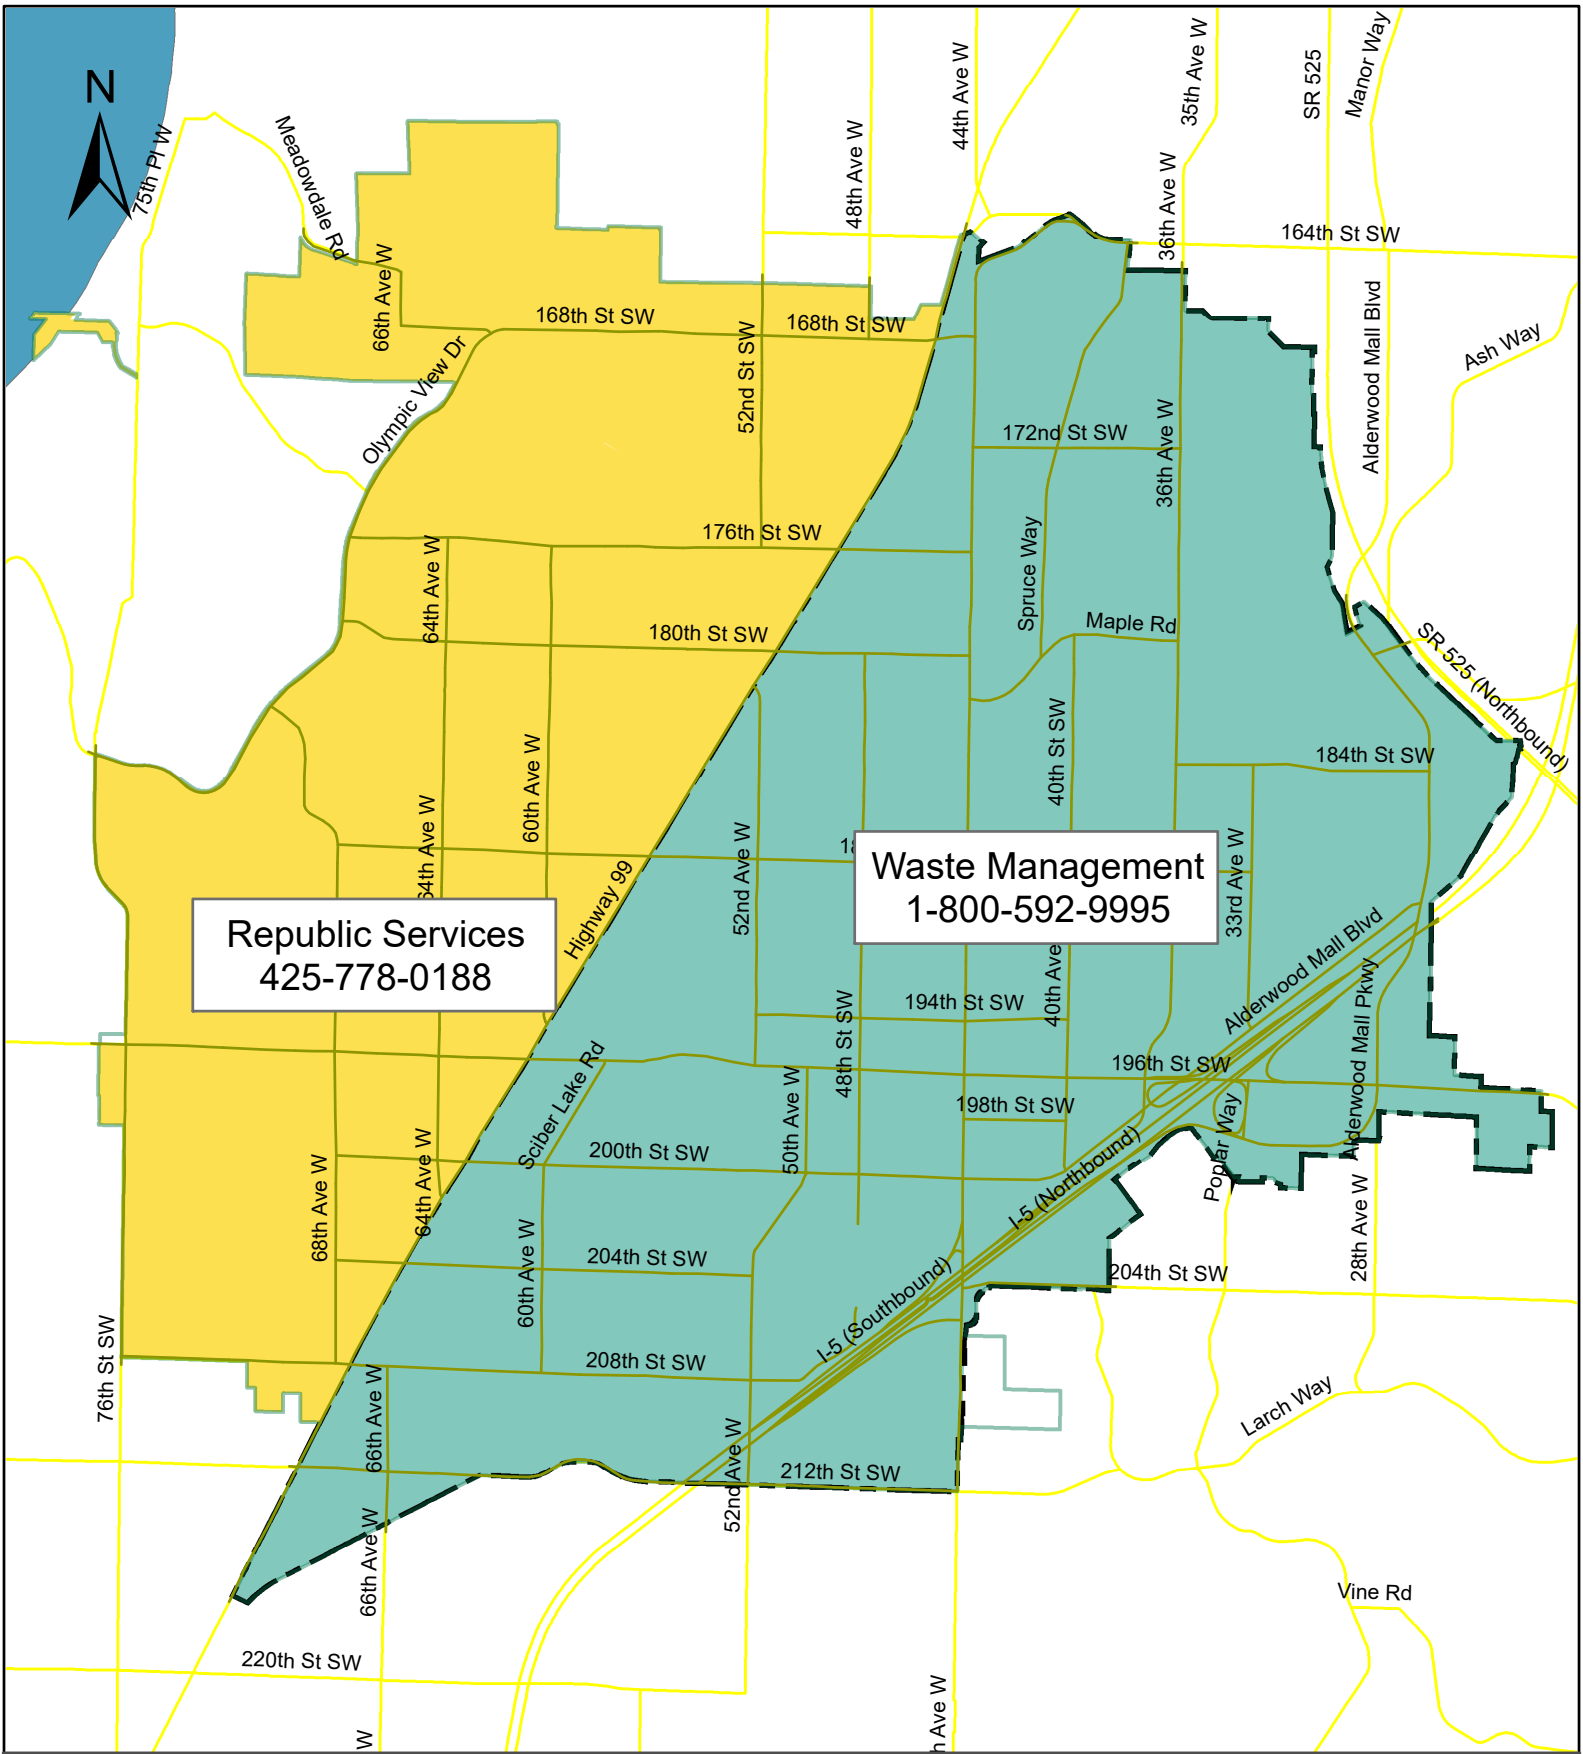 N
75th Pl W
Meadowdale Rd
66th Ave W
48th Ave W
44th Ave W
35th Ave W
36th Ave W
SR 525
Manor Way
164th St SW
168th St SW
168th St SW
52nd St SW
Olympic View Dr
Alderwood Mall Blvd
Ash Way
172nd St SW
36th Ave W
176th St SW
64th Ave W
Spruce Way
Maple Rd
180th St SW
SR 525 (Northbound)
40th St SW
184th St SW
60th Ave W
64th Ave W
52nd Ave W
33rd Ave W
Highway 99
Waste Management
1-800-592-9995
Republic Services
425-778-0188
Alderwood Mall Blvd
40th Ave
194th St SW
48th St SW
Alderwood Mall Pkwy
196th St SW
Sciber Lake Rd
50th Ave W
198th St SW
Poplar Way
200th St SW
68th Ave W
64th Ave W
I-5 (Northbound)
28th Ave W
60th Ave W
204th St SW
204th St SW
I-5 (Southbound)
76th St SW
208th St SW
66th Ave W
Larch Way
52nd Ave W
212th St SW
66th Ave W
Vine Rd
220th St SW
W
h Ave W